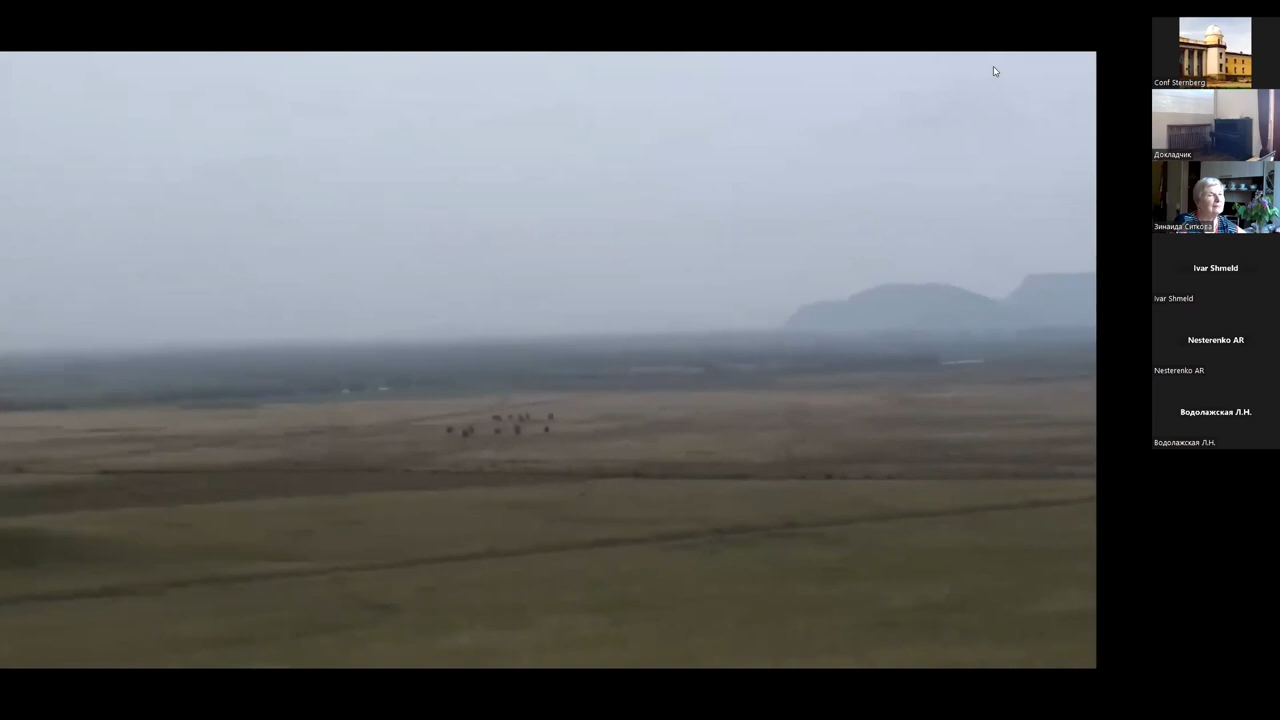 Conf Sternberg
Докладчик
Зинаида Ситкова
Ivar Shmeld
Ivar Shmeld
Nesterenko AR
Nesterenko AR
Водолажская Л.Н.
Водолажская Л.Н.